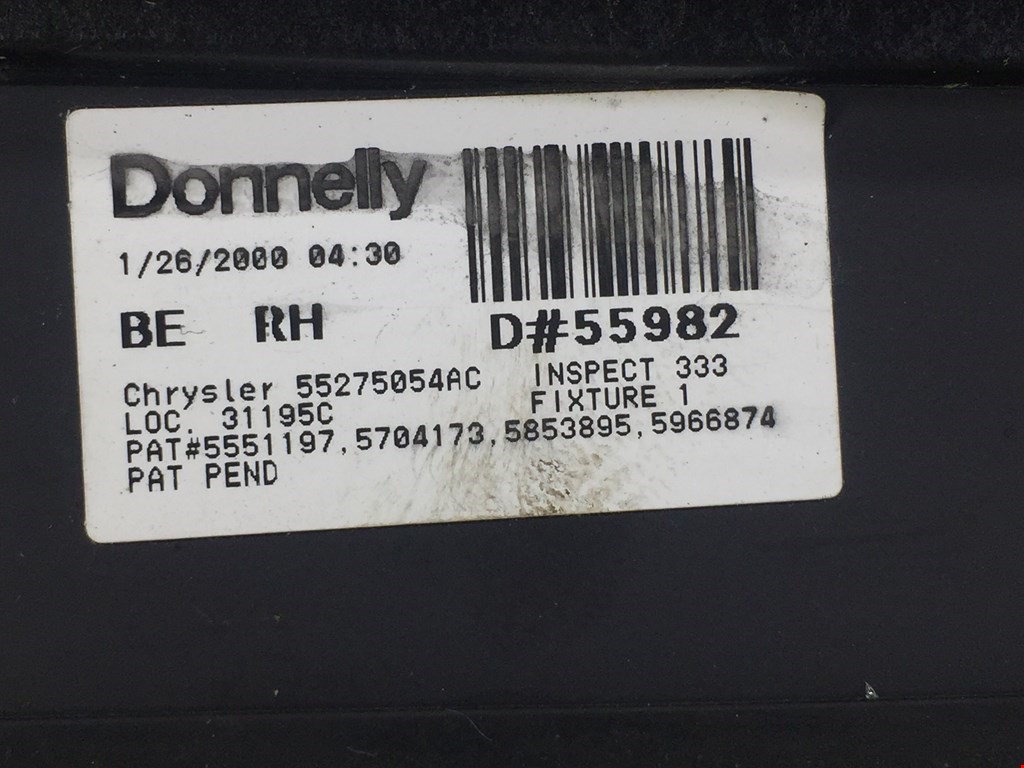 Donnelly
1/26/2000 04:30
BE RH D#55982
Chrysler 55275054AC INSPECT 333
LOC. 31195C FIXTURE 1
PAT#5551197,5704173,5853895,5966874
PAT PEND